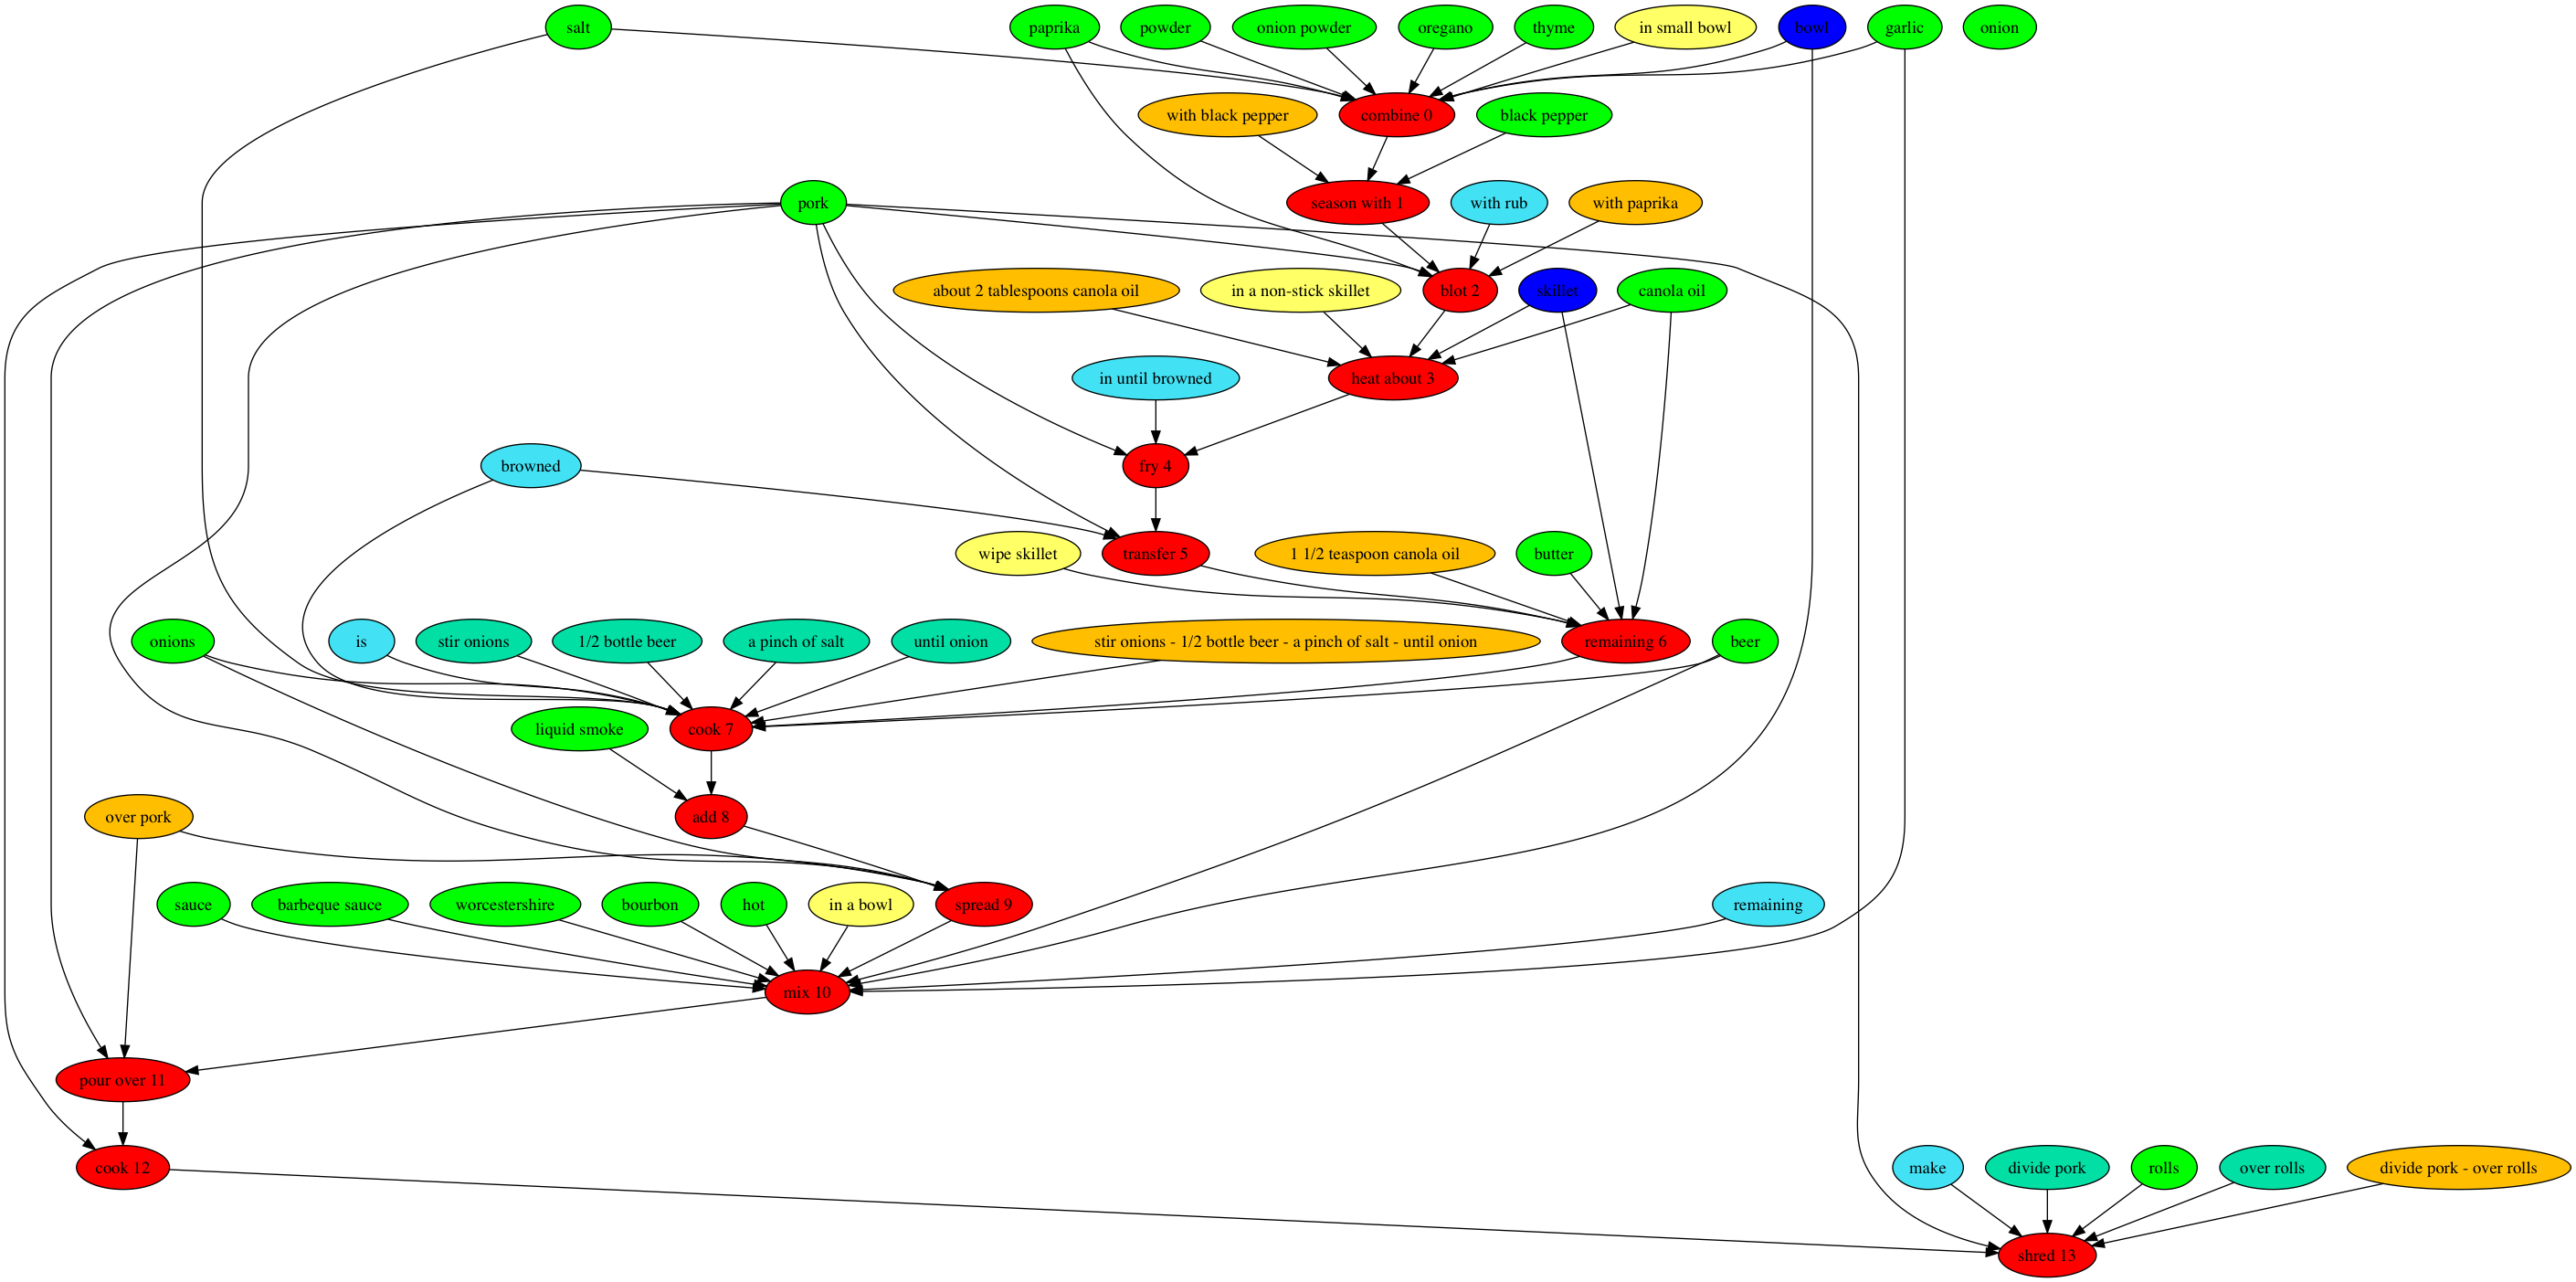 salt
paprika
powder
onion powder
oregano
thyme
in small bowl
bowl
garlic
onion
with black pepper
combine 0
black pepper
pork
season with 1
with rub
with paprika
about 2 tablespoons canola oil
in a non-stick skillet
blot 2
skillet
canola oil
in until browned
heat about 3
browned
fry 4
wipe skillet
transfer 5
1 1/2 teaspoon canola oil
butter
onions
is
stir onions
1/2 bottle beer
a pinch of salt
until onion
stir onions - 1/2 bottle beer - a pinch of salt - until onion
remaining 6
beer
liquid smoke
cook 7
over pork
add 8
sauce
barbeque sauce
worcestershire
bourbon
hot
in a bowl
spread 9
remaining
mix 10
pour over 11
cook 12
make
divide pork
rolls
over rolls
divide pork - over rolls
shred 13